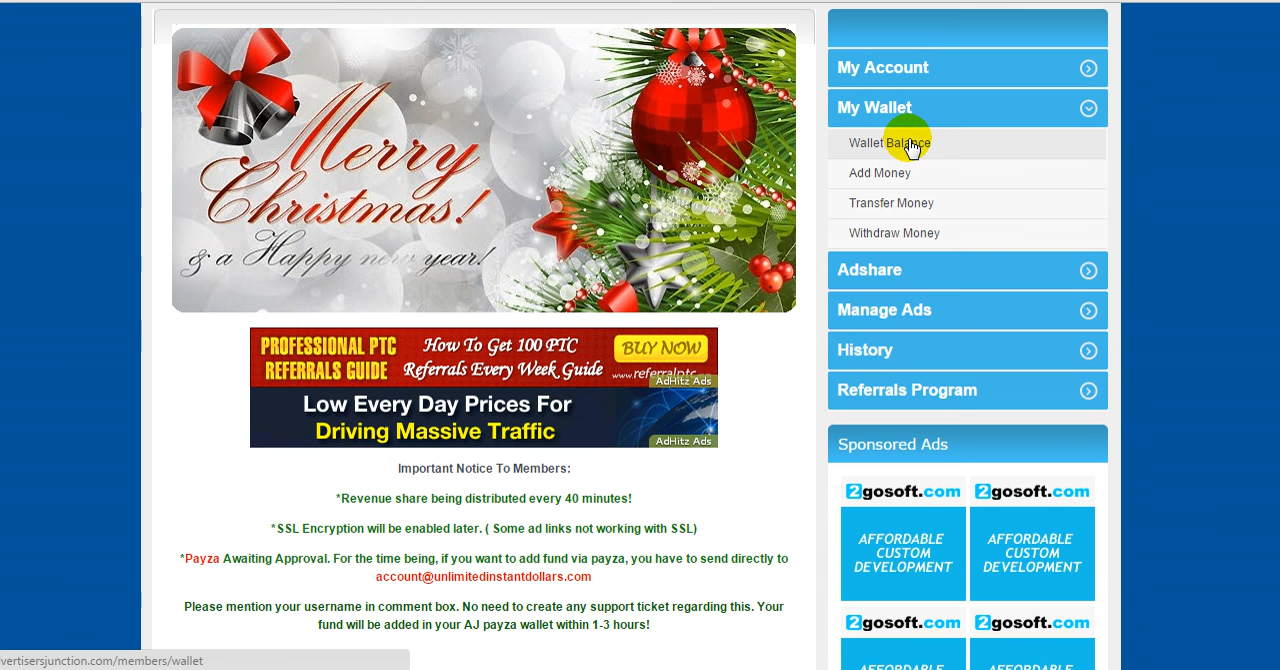 Merry
Christmas!
& a Happy new year!
PROFESSIONAL PTC
REFERRALS GUIDE
How To Get 100 PTC
Referrals Every Week Guide
BUY NOW
www.referralptc
AdHitz Ads
Low Every Day Prices For
Driving Massive Traffic
AdHitz Ads
Important Notice To Members:
*Revenue share being distributed every 40 minutes!
*SSL Encryption will be enabled later. ( Some ad links not working with SSL)
*Payza Awaiting Approval. For the time being, if you want to add fund via payza, you have to send directly to
account@unlimitedinstantdollars.com
Please mention your username in comment box. No need to create any support ticket regarding this. Your
fund will be added in your AJ payza wallet within 1-3 hours!
My Account
My Wallet
Wallet Balance
Add Money
Transfer Money
Withdraw Money
Adshare
Manage Ads
History
Referrals Program
Sponsored Ads
2gosoft.com
AFFORDABLE
CUSTOM
DEVELOPMENT
2gosoft.com
AFFORDABLE
CUSTOM
DEVELOPMENT
2gosoft.com
AFFORDABLE
2gosoft.com
AFFORDABLE
vertisersjunction.com/members/wallet